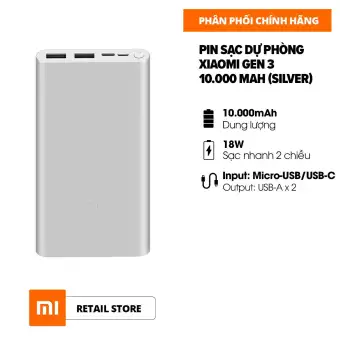 PHÂN PHỐI CHÍNH HÃNG
PIN SẠC DỰ PHÒNG
XIAOMI GEN 3
10.000 MAH (SILVER)
10.000mAh
Dung lượng
18W
Sạc nhanh 2 chiều
Input: Micro-USB/USB-C
Output: USB-A x 2
mi
RETAIL STORE